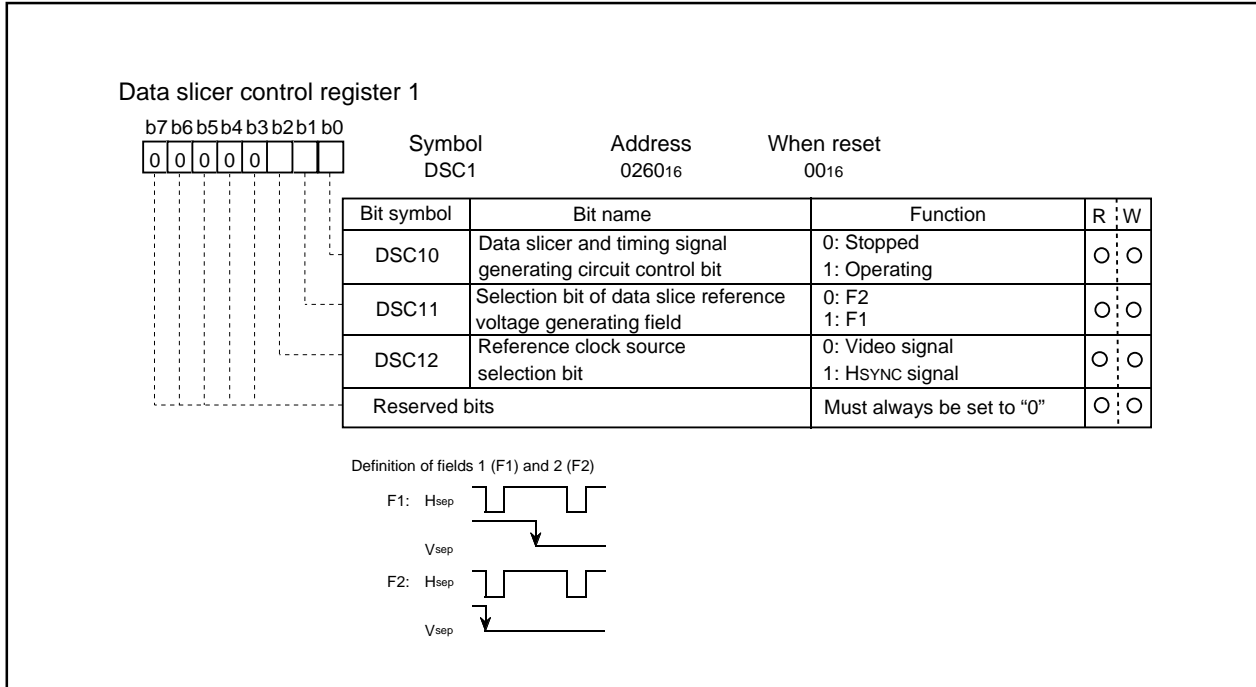 Data slicer control register 1
b7 b6 b5 b4 b3 b2 b1 b0
0 0 0 0 0
Symbol Address When reset
DSC1 026016 0016
Bit symbol Bit name Function R W
DSC10 Data slicer and timing signal generating circuit control bit 0: Stopped 1: Operating O O
DSC11 Selection bit of data slice reference voltage generating field 0: F2 1: F1 O O
DSC12 Reference clock source selection bit 0: Video signal 1: HSYNC signal O O
Reserved bits Must always be set to “0” O O
Definition of fields 1 (F1) and 2 (F2)
F1: Hsep
Vsep
F2: Hsep
Vsep